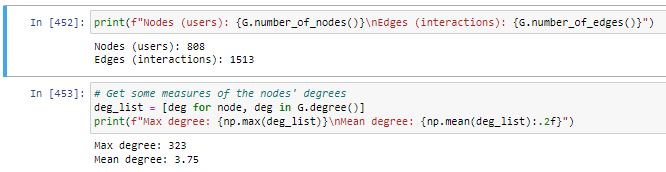 In [452]: print(f"Nodes (users): {G.number_of_nodes()}\nEdges (interactions): {G.number_of_edges()}")
Nodes (users): 808
Edges (interactions): 1513
In [453]: # Get some measures of the nodes' degrees
deg_list = [deg for node, deg in G.degree()]
print(f"Max degree: {np.max(deg_list)}\nMean degree: {np.mean(deg_list):.2f}")
Max degree: 323
Mean degree: 3.75